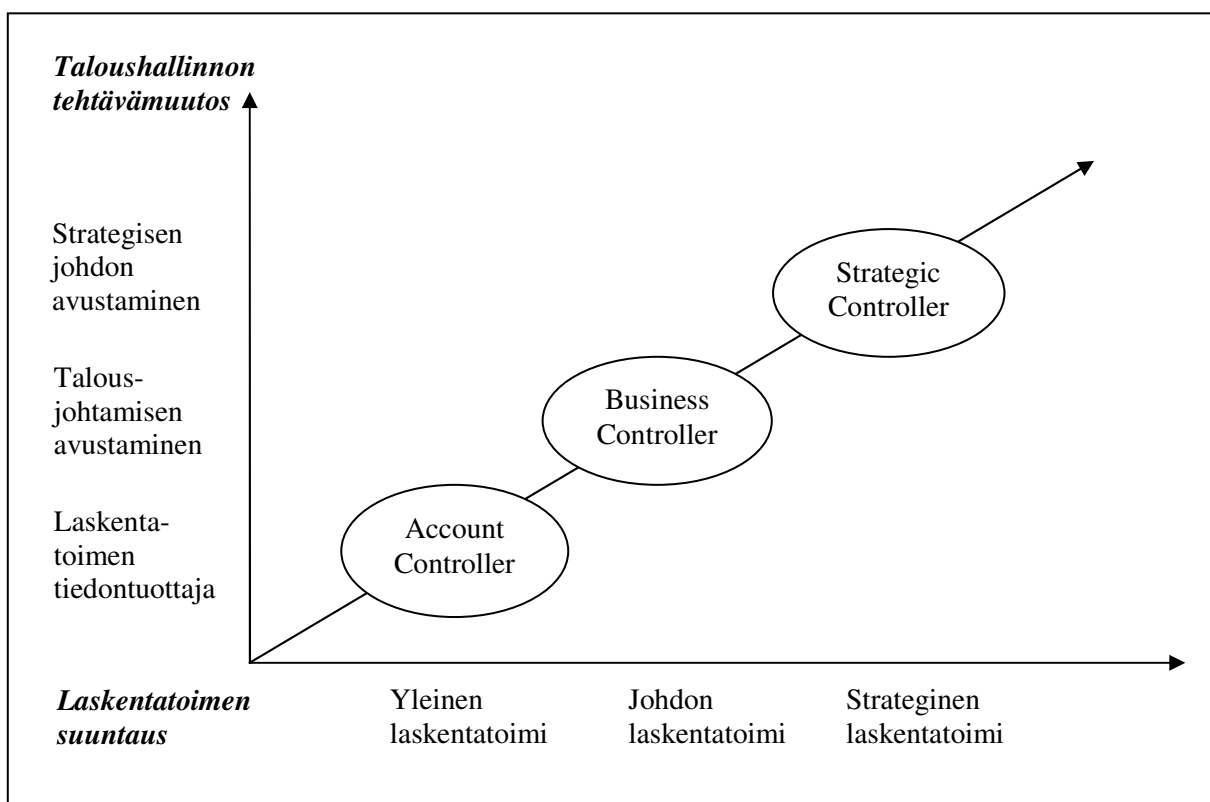 Taloushallinnon
tehtävämuutos
Strategisen
johdon
avustaminen
Strategic
Controller
Talous-
johtamisen
avustaminen
Business
Controller
Laskenta-
toimen
tiedontuottaja
Account
Controller
Laskentatoimen
suuntaus
Yleinen
laskentatoimi
Johdon
laskentatoimi
Strateginen
laskentatoimi